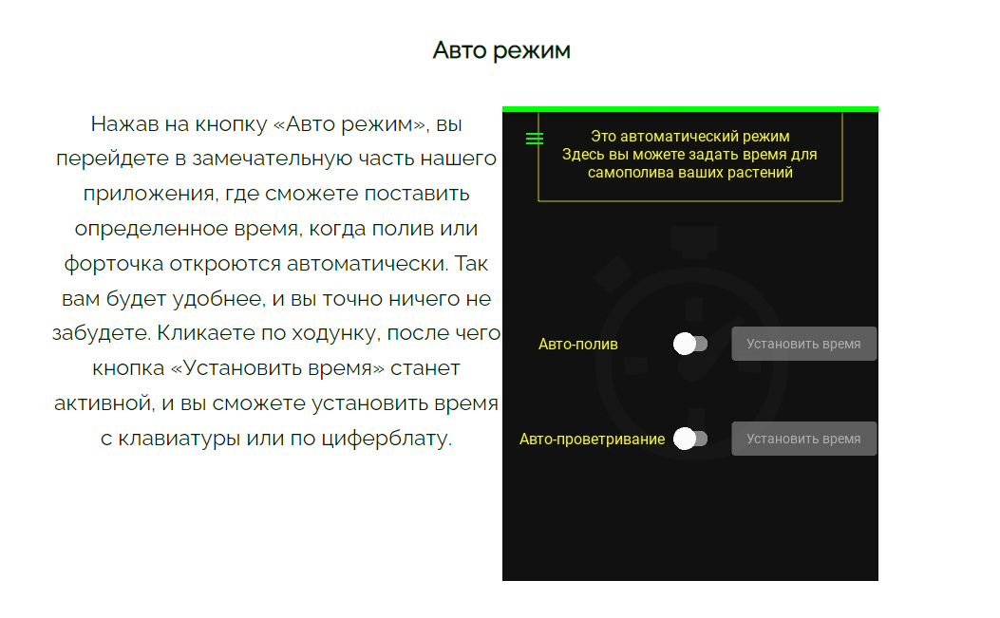 Авто режим
Нажав на кнопку «Авто режим», вы
перейдете в замечательную часть нашего
приложения, где сможете поставить
определенное время, когда полив или
форточка откроются автоматически. Так
вам будет удобнее, и вы точно ничего не
забудете. Кликаете по ходунку, после чего
кнопка «Установить время» станет
активной, и вы сможете установить время
с клавиатуры или по циферблату.
Это автоматический режим
Здесь вы можете задать время для
самополива ваших растений
Авто-полив
Установить время
Авто-проветривание
Установить время